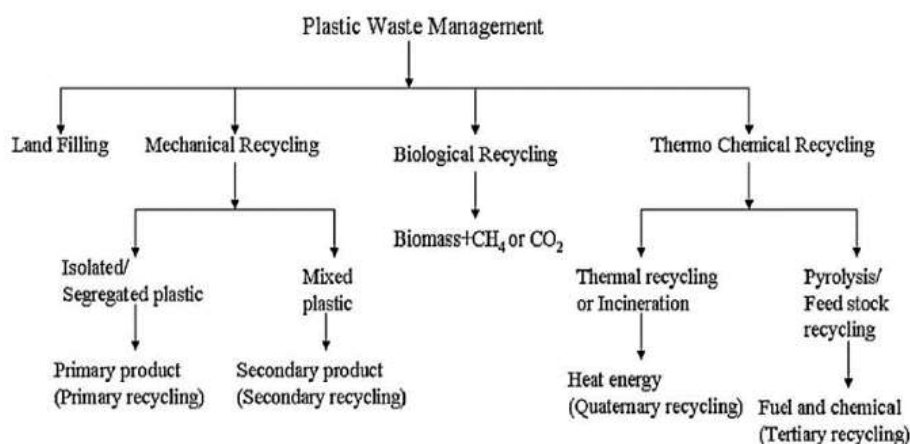 Plastic Waste Management
Land Filling
Mechanical Recycling
Biological Recycling
Thermo Chemical Recycling
Biomass+CH₄ or CO₂
Isolated/
Segregated plastic
Mixed
plastic
Thermal recycling
or Incineration
Pyrolysis/
Feed stock
recycling
Primary product
(Primary recycling)
Secondary product
(Secondary recycling)
Heat energy
(Quaternary recycling)
Fuel and chemical
(Tertiary recycling)